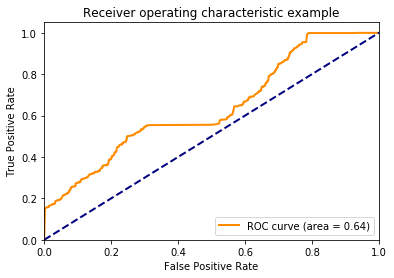 Receiver operating characteristic example
True Positive Rate
1.0
0.8
0.6
0.4
0.2
0.0
ROC curve (area = 0.64)
0.0 0.2 0.4 0.6 0.8 1.0
False Positive Rate